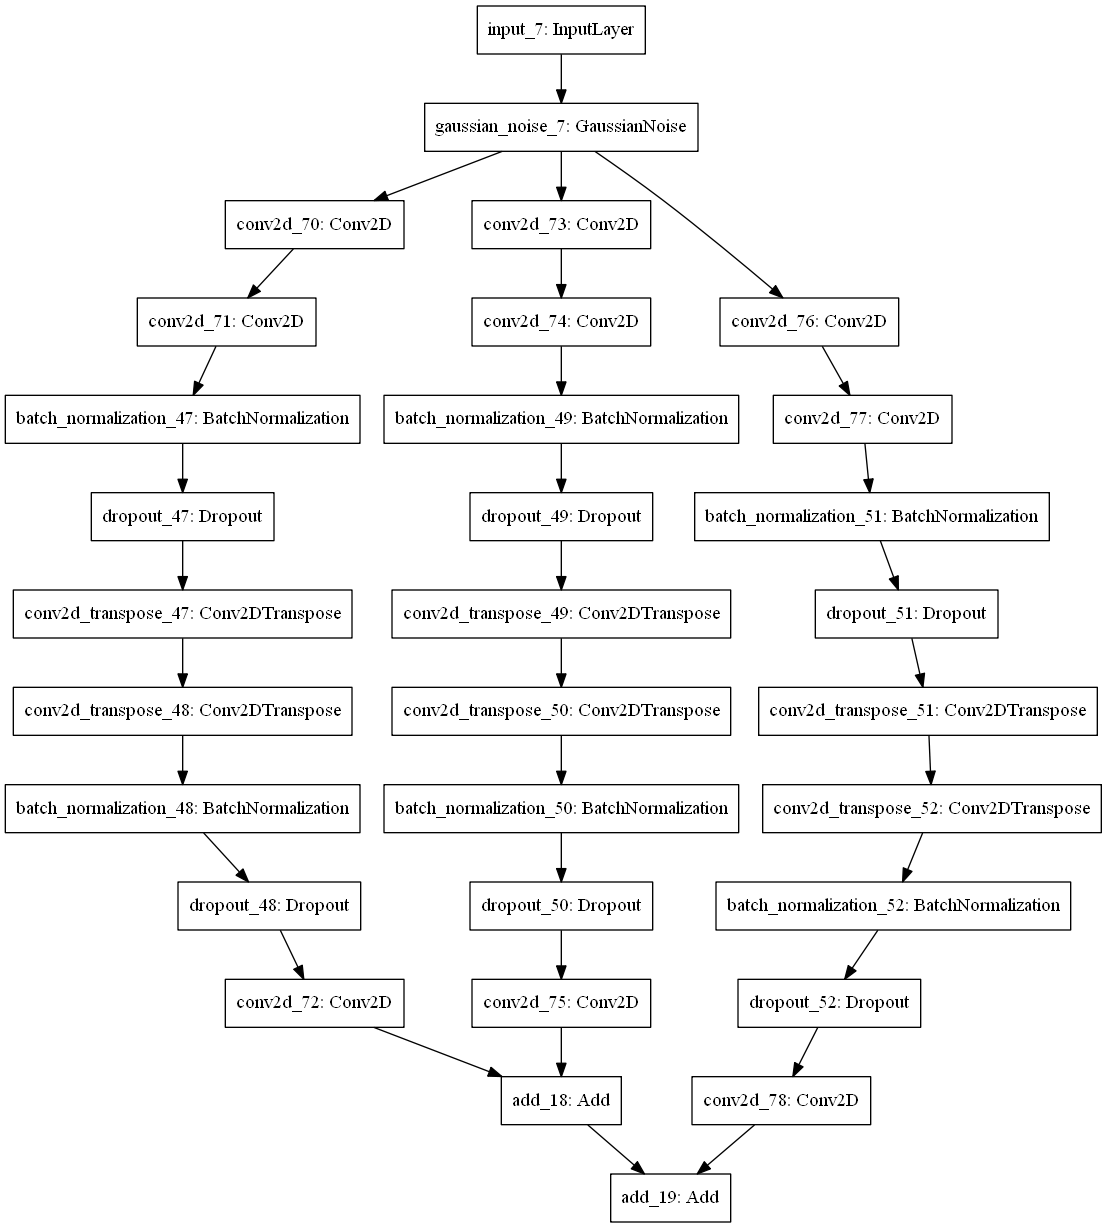 input_7: InputLayer
gaussian_noise_7: GaussianNoise
conv2d_70: Conv2D
conv2d_73: Conv2D
conv2d_71: Conv2D
conv2d_74: Conv2D
conv2d_76: Conv2D
batch_normalization_47: BatchNormalization
batch_normalization_49: BatchNormalization
conv2d_77: Conv2D
dropout_47: Dropout
dropout_49: Dropout
batch_normalization_51: BatchNormalization
conv2d_transpose_47: Conv2DTranspose
conv2d_transpose_49: Conv2DTranspose
dropout_51: Dropout
conv2d_transpose_48: Conv2DTranspose
conv2d_transpose_50: Conv2DTranspose
conv2d_transpose_51: Conv2DTranspose
batch_normalization_48: BatchNormalization
batch_normalization_50: BatchNormalization
conv2d_transpose_52: Conv2DTranspose
dropout_48: Dropout
dropout_50: Dropout
batch_normalization_52: BatchNormalization
conv2d_72: Conv2D
conv2d_75: Conv2D
dropout_52: Dropout
add_18: Add
conv2d_78: Conv2D
add_19: Add